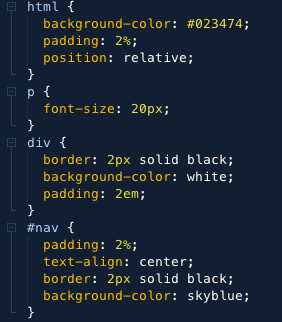 html {
background-color: #023474;
padding: 2%;
position: relative;
}
p {
font-size: 20px;
}
div {
border: 2px solid black;
background-color: white;
padding: 2em;
}
#nav {
padding: 2%;
text-align: center;
border: 2px solid black;
background-color: skyblue;
}